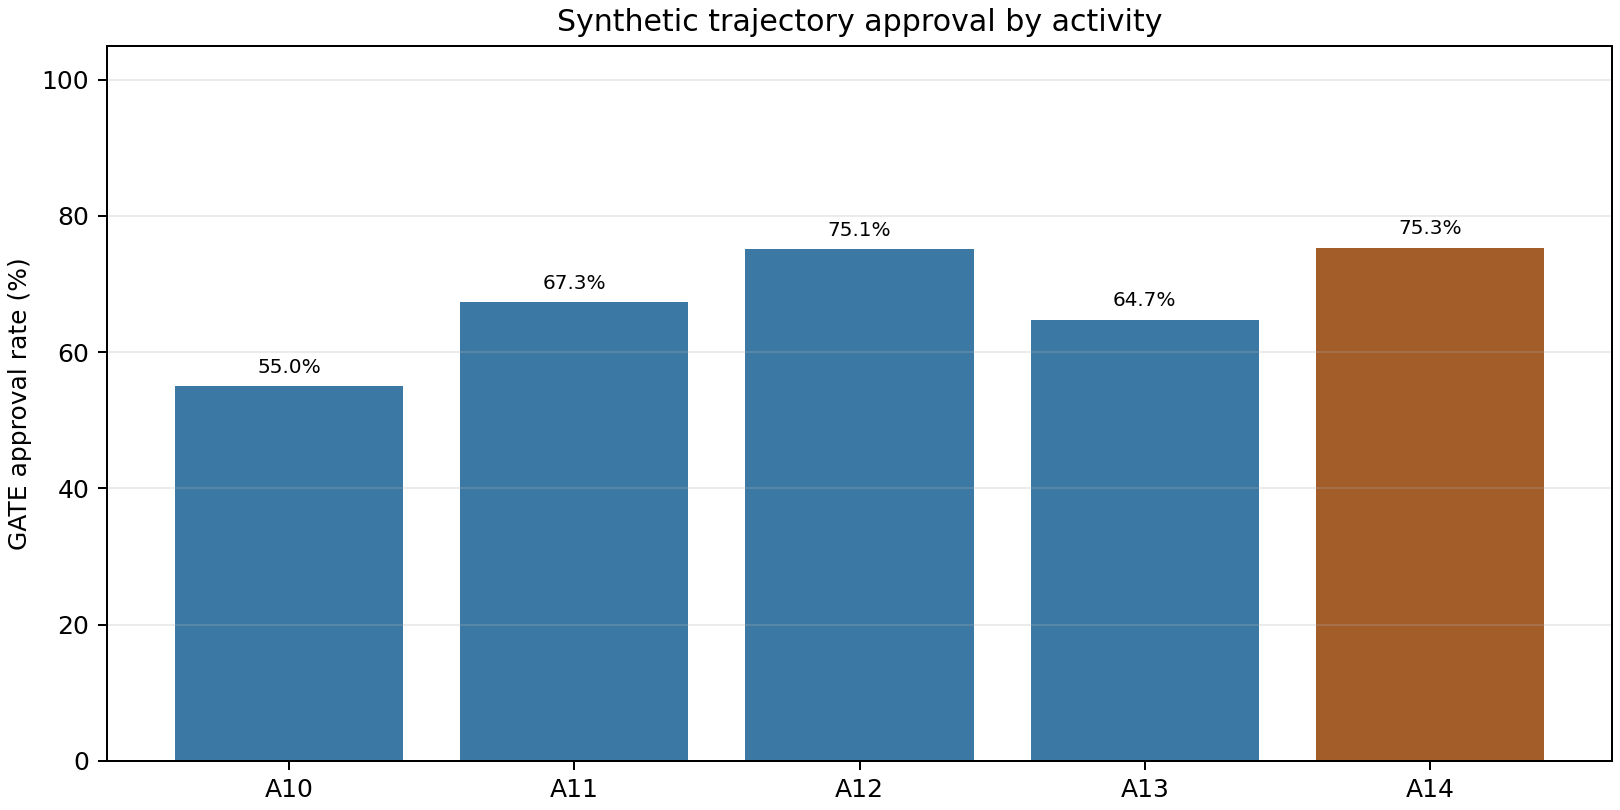 Synthetic trajectory approval by activity
GATE approval rate (%)
100
80
60
40
20
0
55.0%
67.3%
75.1%
64.7%
75.3%
A10
A11
A12
A13
A14